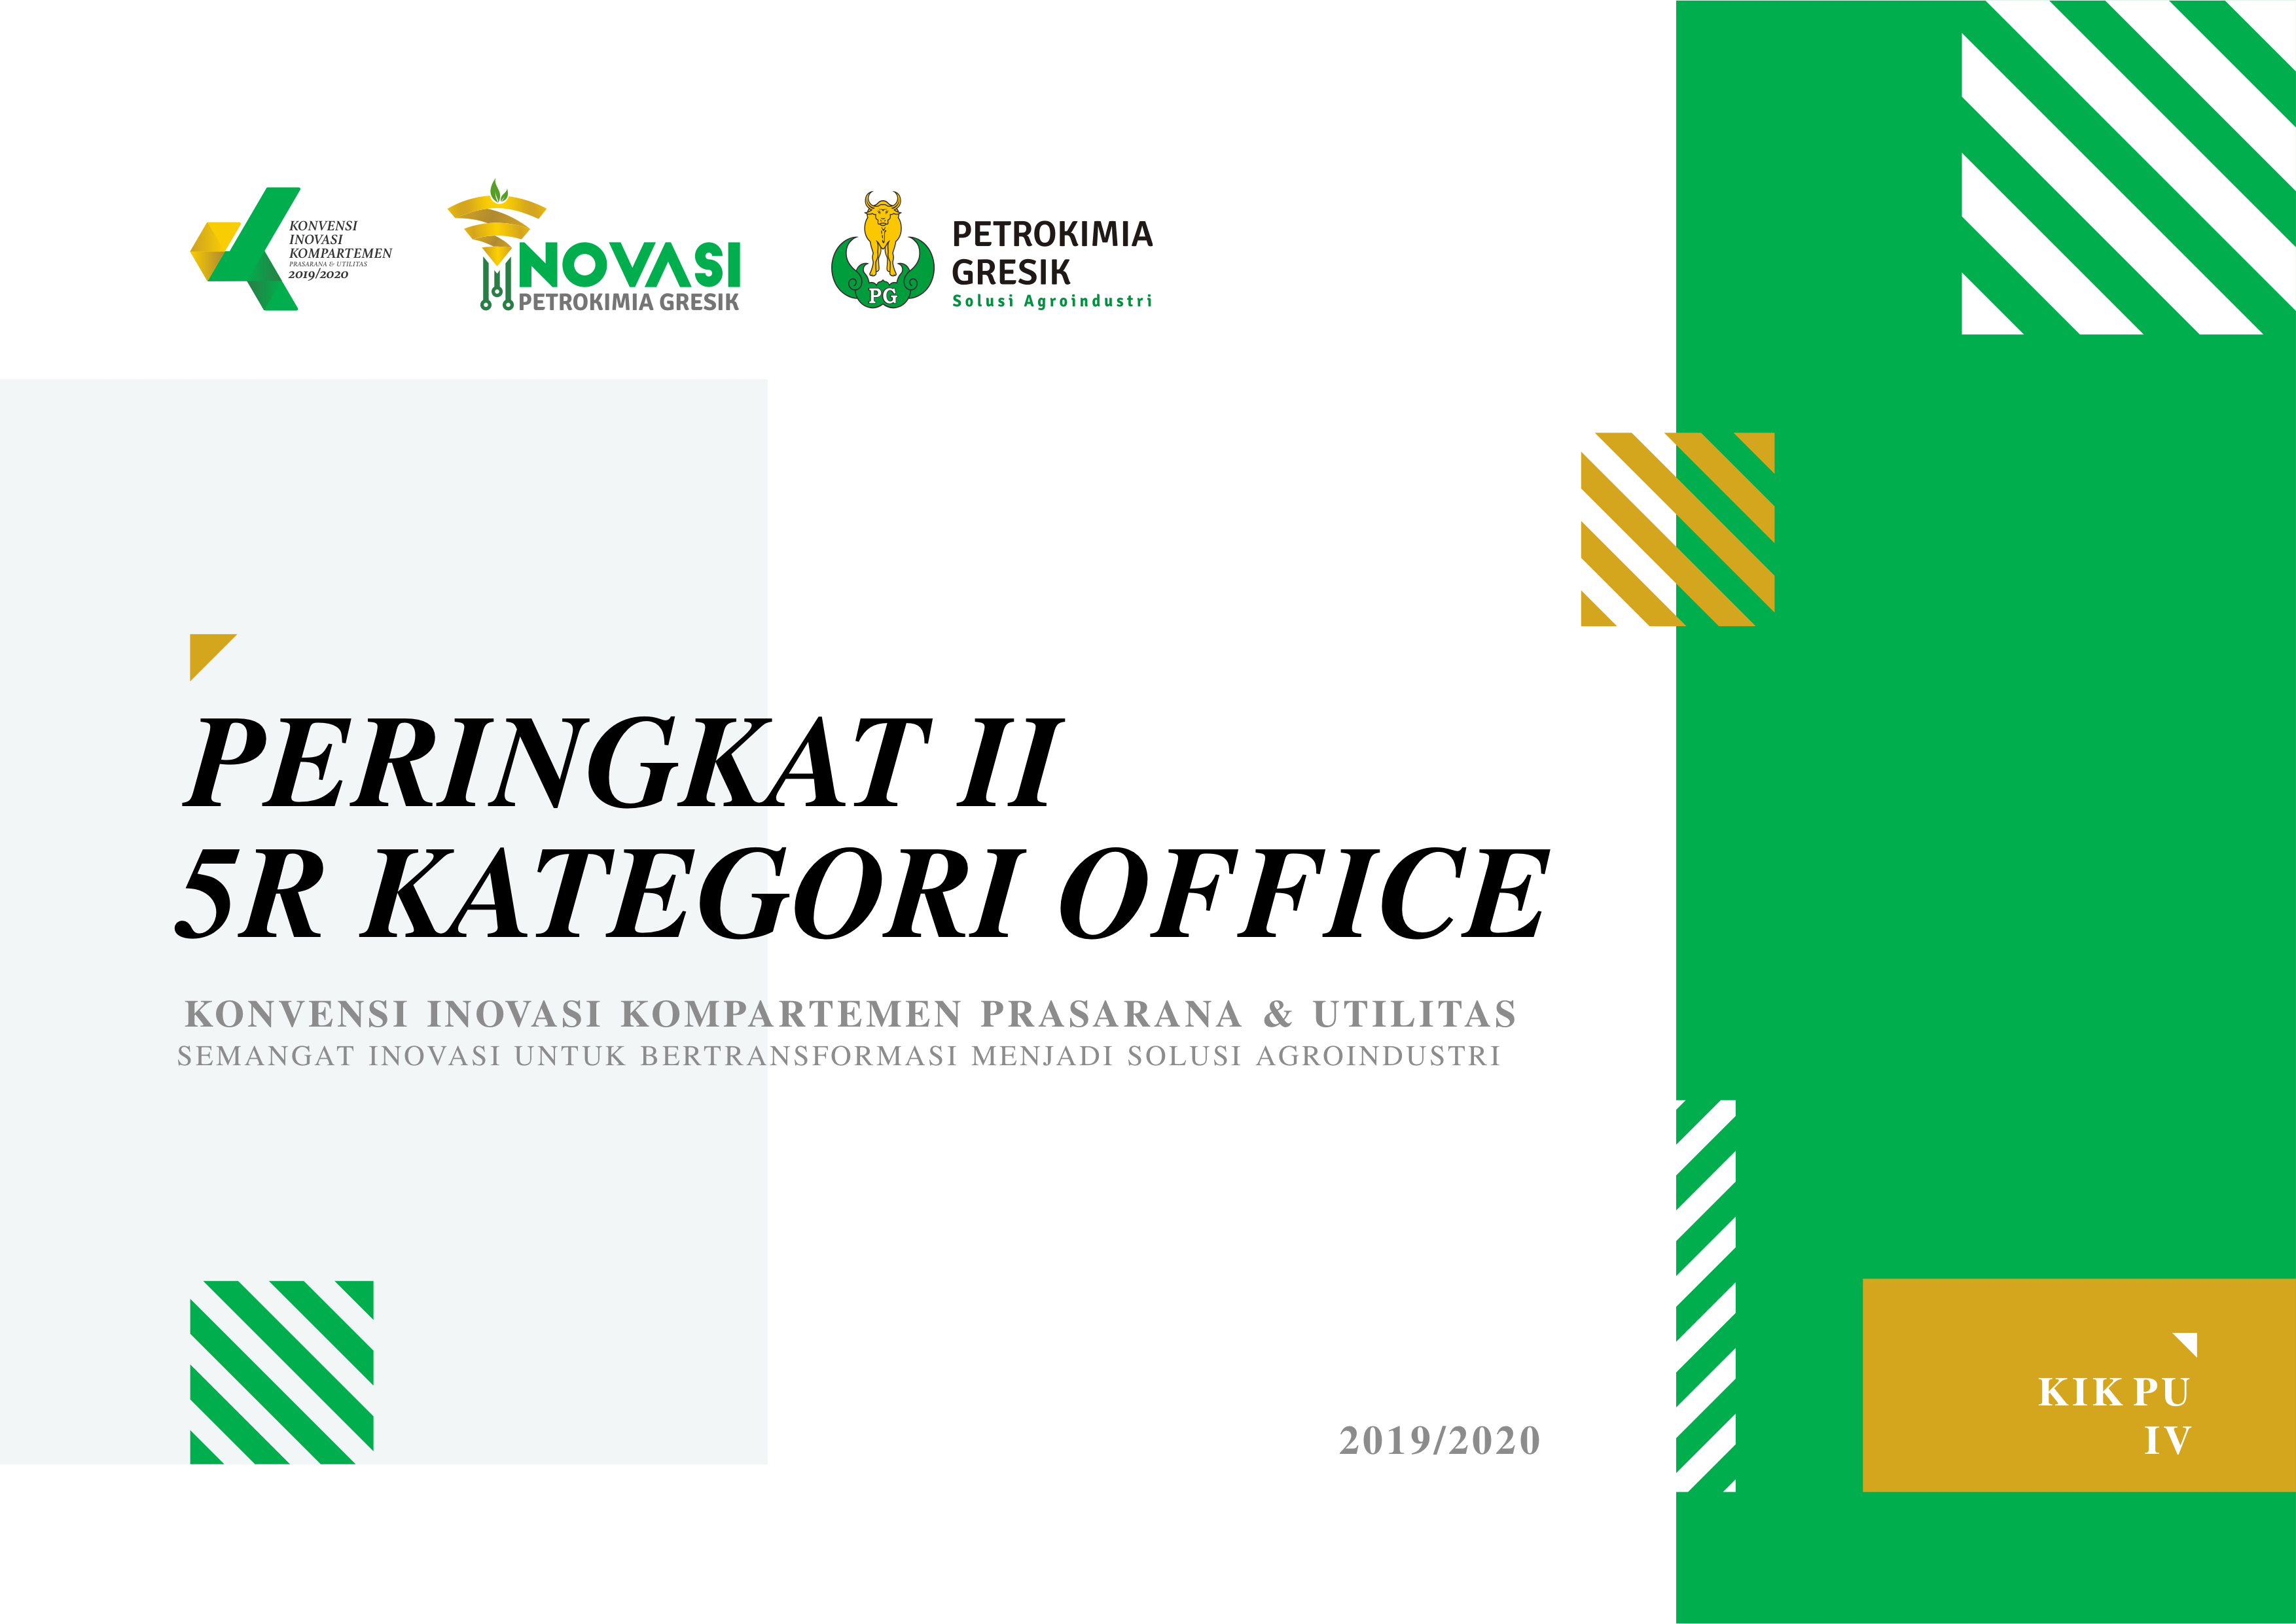 KONVENSI
INOVASI
KOMPARTEMEN
PRASARANA & UTILITAS
2019/2020
INOVASI
PETROKIMIA GRESIK
PG
PETROKIMIA
GRESIK
Solusi Agroindustri
PERINGKAT II
5R KATEGORI OFFICE
KONVENSI INOVASI KOMPARTEMEN PRASARANA & UTILITAS
SEMANGAT INOVASI UNTUK BERTRANSFORMASI MENJADI SOLUSI AGROINDUSTRI
2019/2020
KIK PU
IV